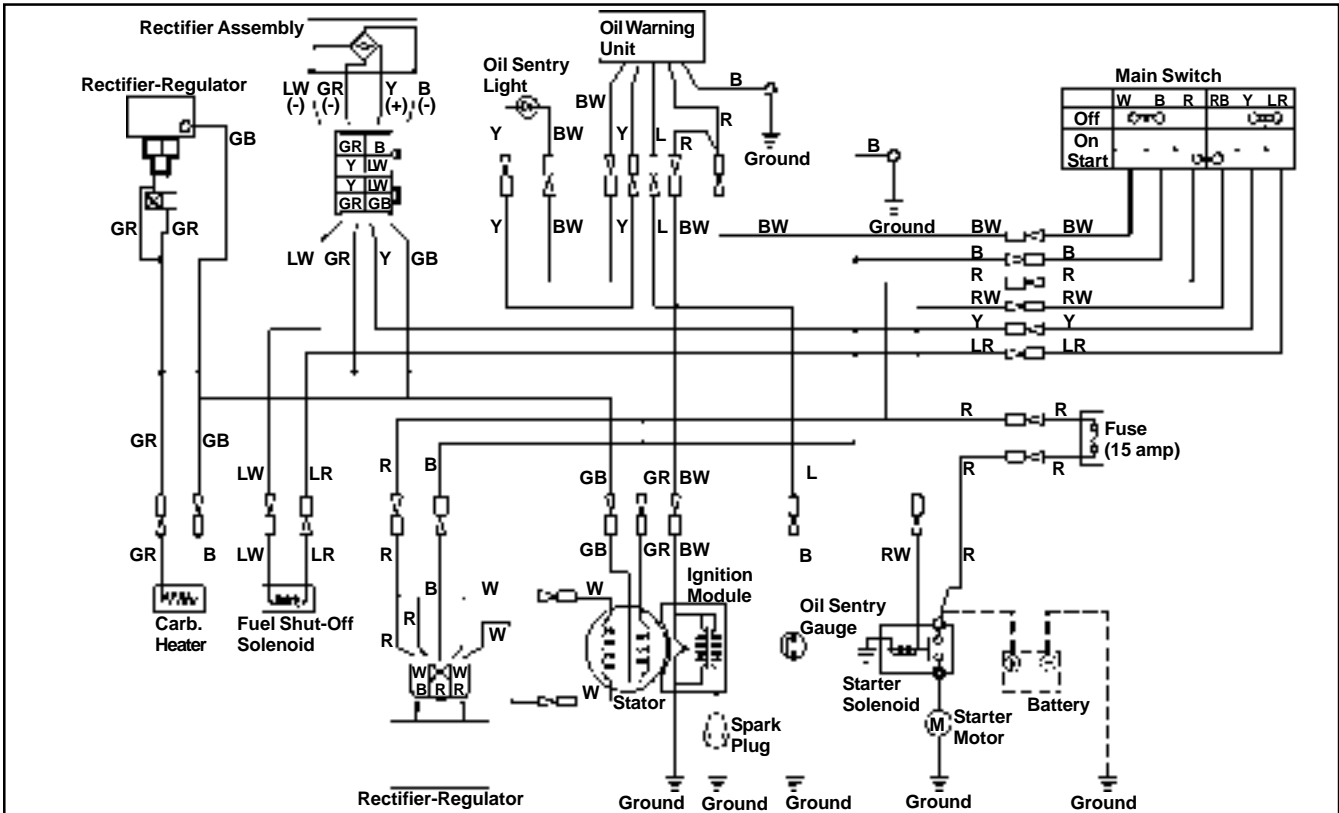 Rectifier Assembly
Oil Warning
Unit
Oil Sentry
Light
Rectifier-Regulator
Main Switch
LW GR Y B
(-) (-) (+) (-)
W B R RB Y LR
Off
On
Start
GB
BW
B
R
Y BW Y L R
Ground
B
GR B
Y LW
Y LW
GR GB
GR GR
Y BW Y L BW
BW
Ground
BW BW
B B
R R
RW RW
Y Y
LR LR
LW GR Y GB
R R
Fuse
(15 amp)
R R
GR GB
LW LR
R B
GB GR BW
L
GR B
LW LR
R
B
W
GB GR BW
B
RW
R
Ignition
Module
Carb.
Heater
Fuel Shut-Off
Solenoid
R
R
W
W
W
W W
B R R
Stator
Oil Sentry
Gauge
Starter
Solenoid
Battery
M
Starter
Motor
Spark
Plug
Rectifier-Regulator
Ground Ground Ground Ground Ground